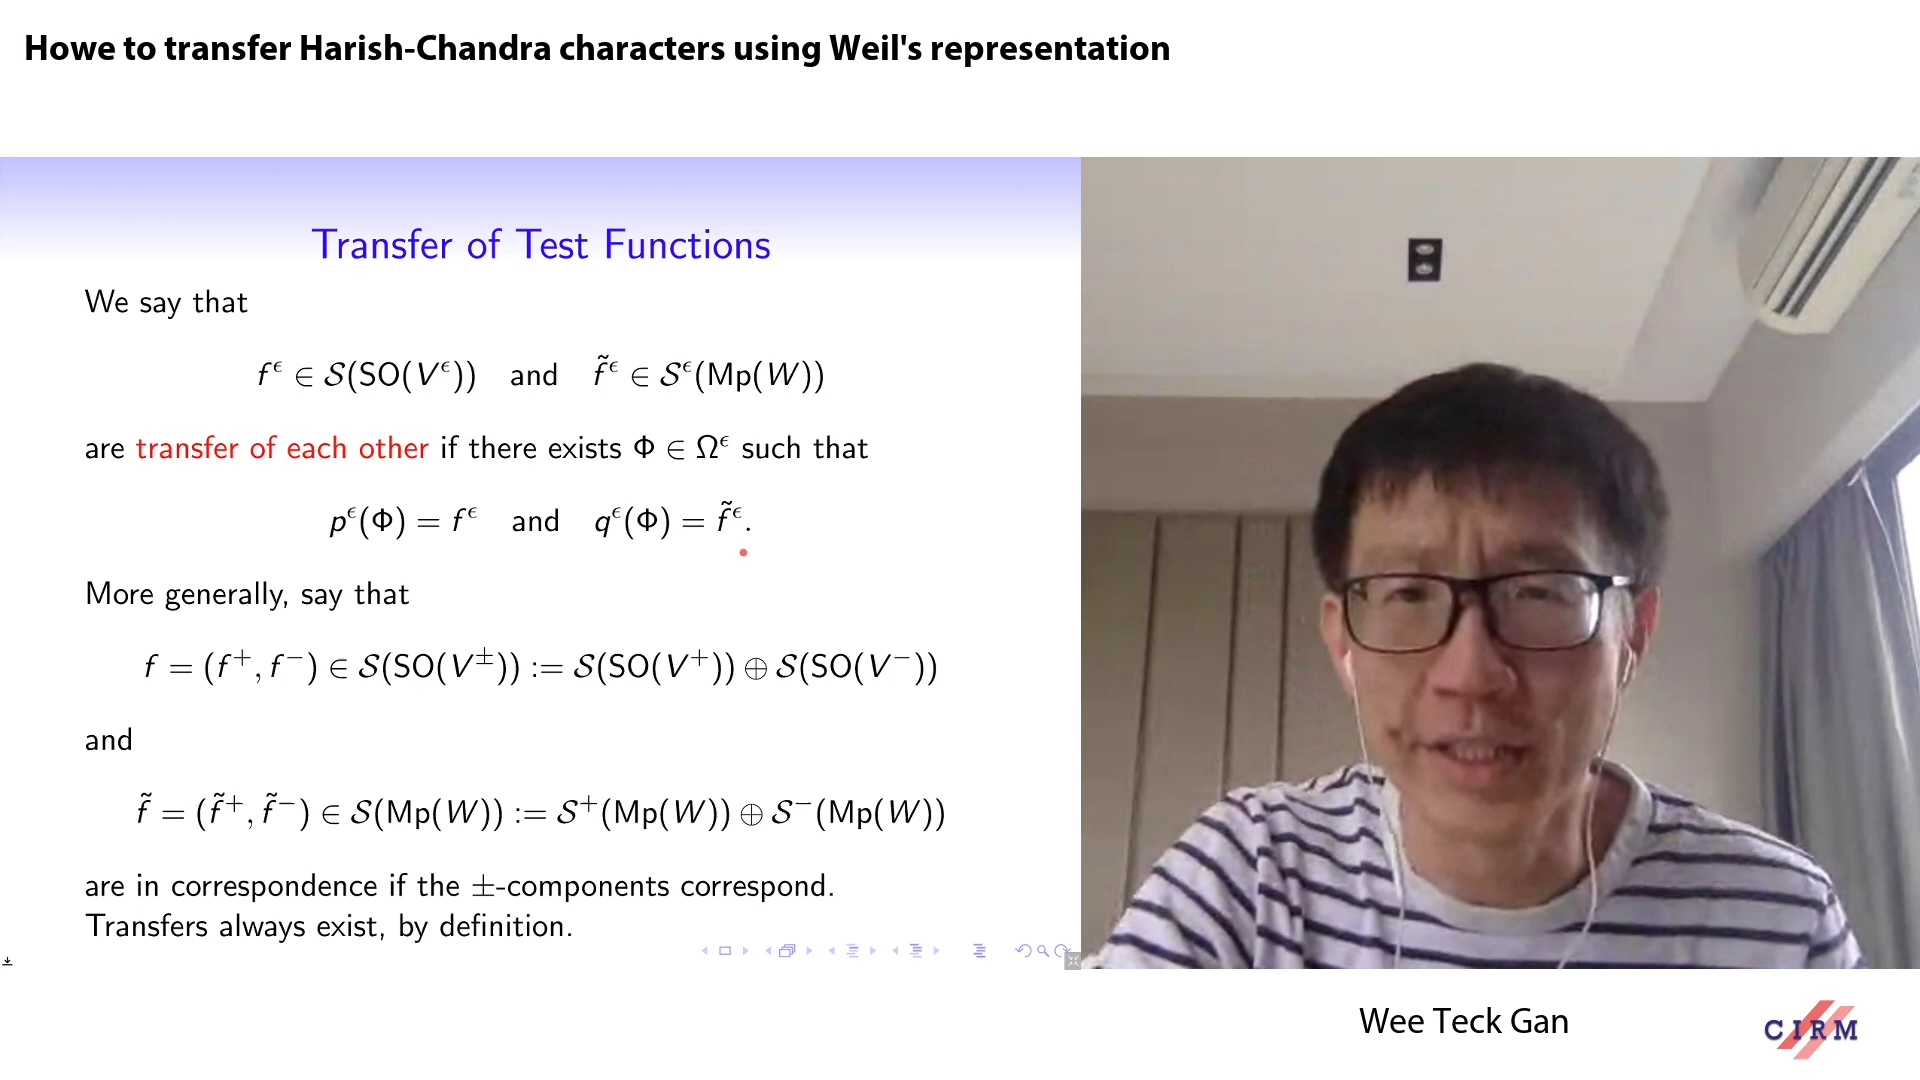 Howe to transfer Harish-Chandra characters using Weil's representation
Transfer of Test Functions
We say that
f^ϵ ∈ 𝒮(SO(V^ϵ)) and f̃^ϵ ∈ 𝒮^ϵ(Mp(W))
are transfer of each other if there exists Φ ∈ Ω^ϵ such that
p^ϵ(Φ) = f^ϵ and q^ϵ(Φ) = f̃^ϵ.
More generally, say that
f = (f^+, f^−) ∈ 𝒮(SO(V^±)) := 𝒮(SO(V^+)) ⊕ 𝒮(SO(V^−))
and
f̃ = (f̃^+, f̃^−) ∈ 𝒮(Mp(W)) := 𝒮^+(Mp(W)) ⊕ 𝒮^−(Mp(W))
are in correspondence if the ±-components correspond.
Transfers always exist, by definition.
Wee Teck Gan
CIRM